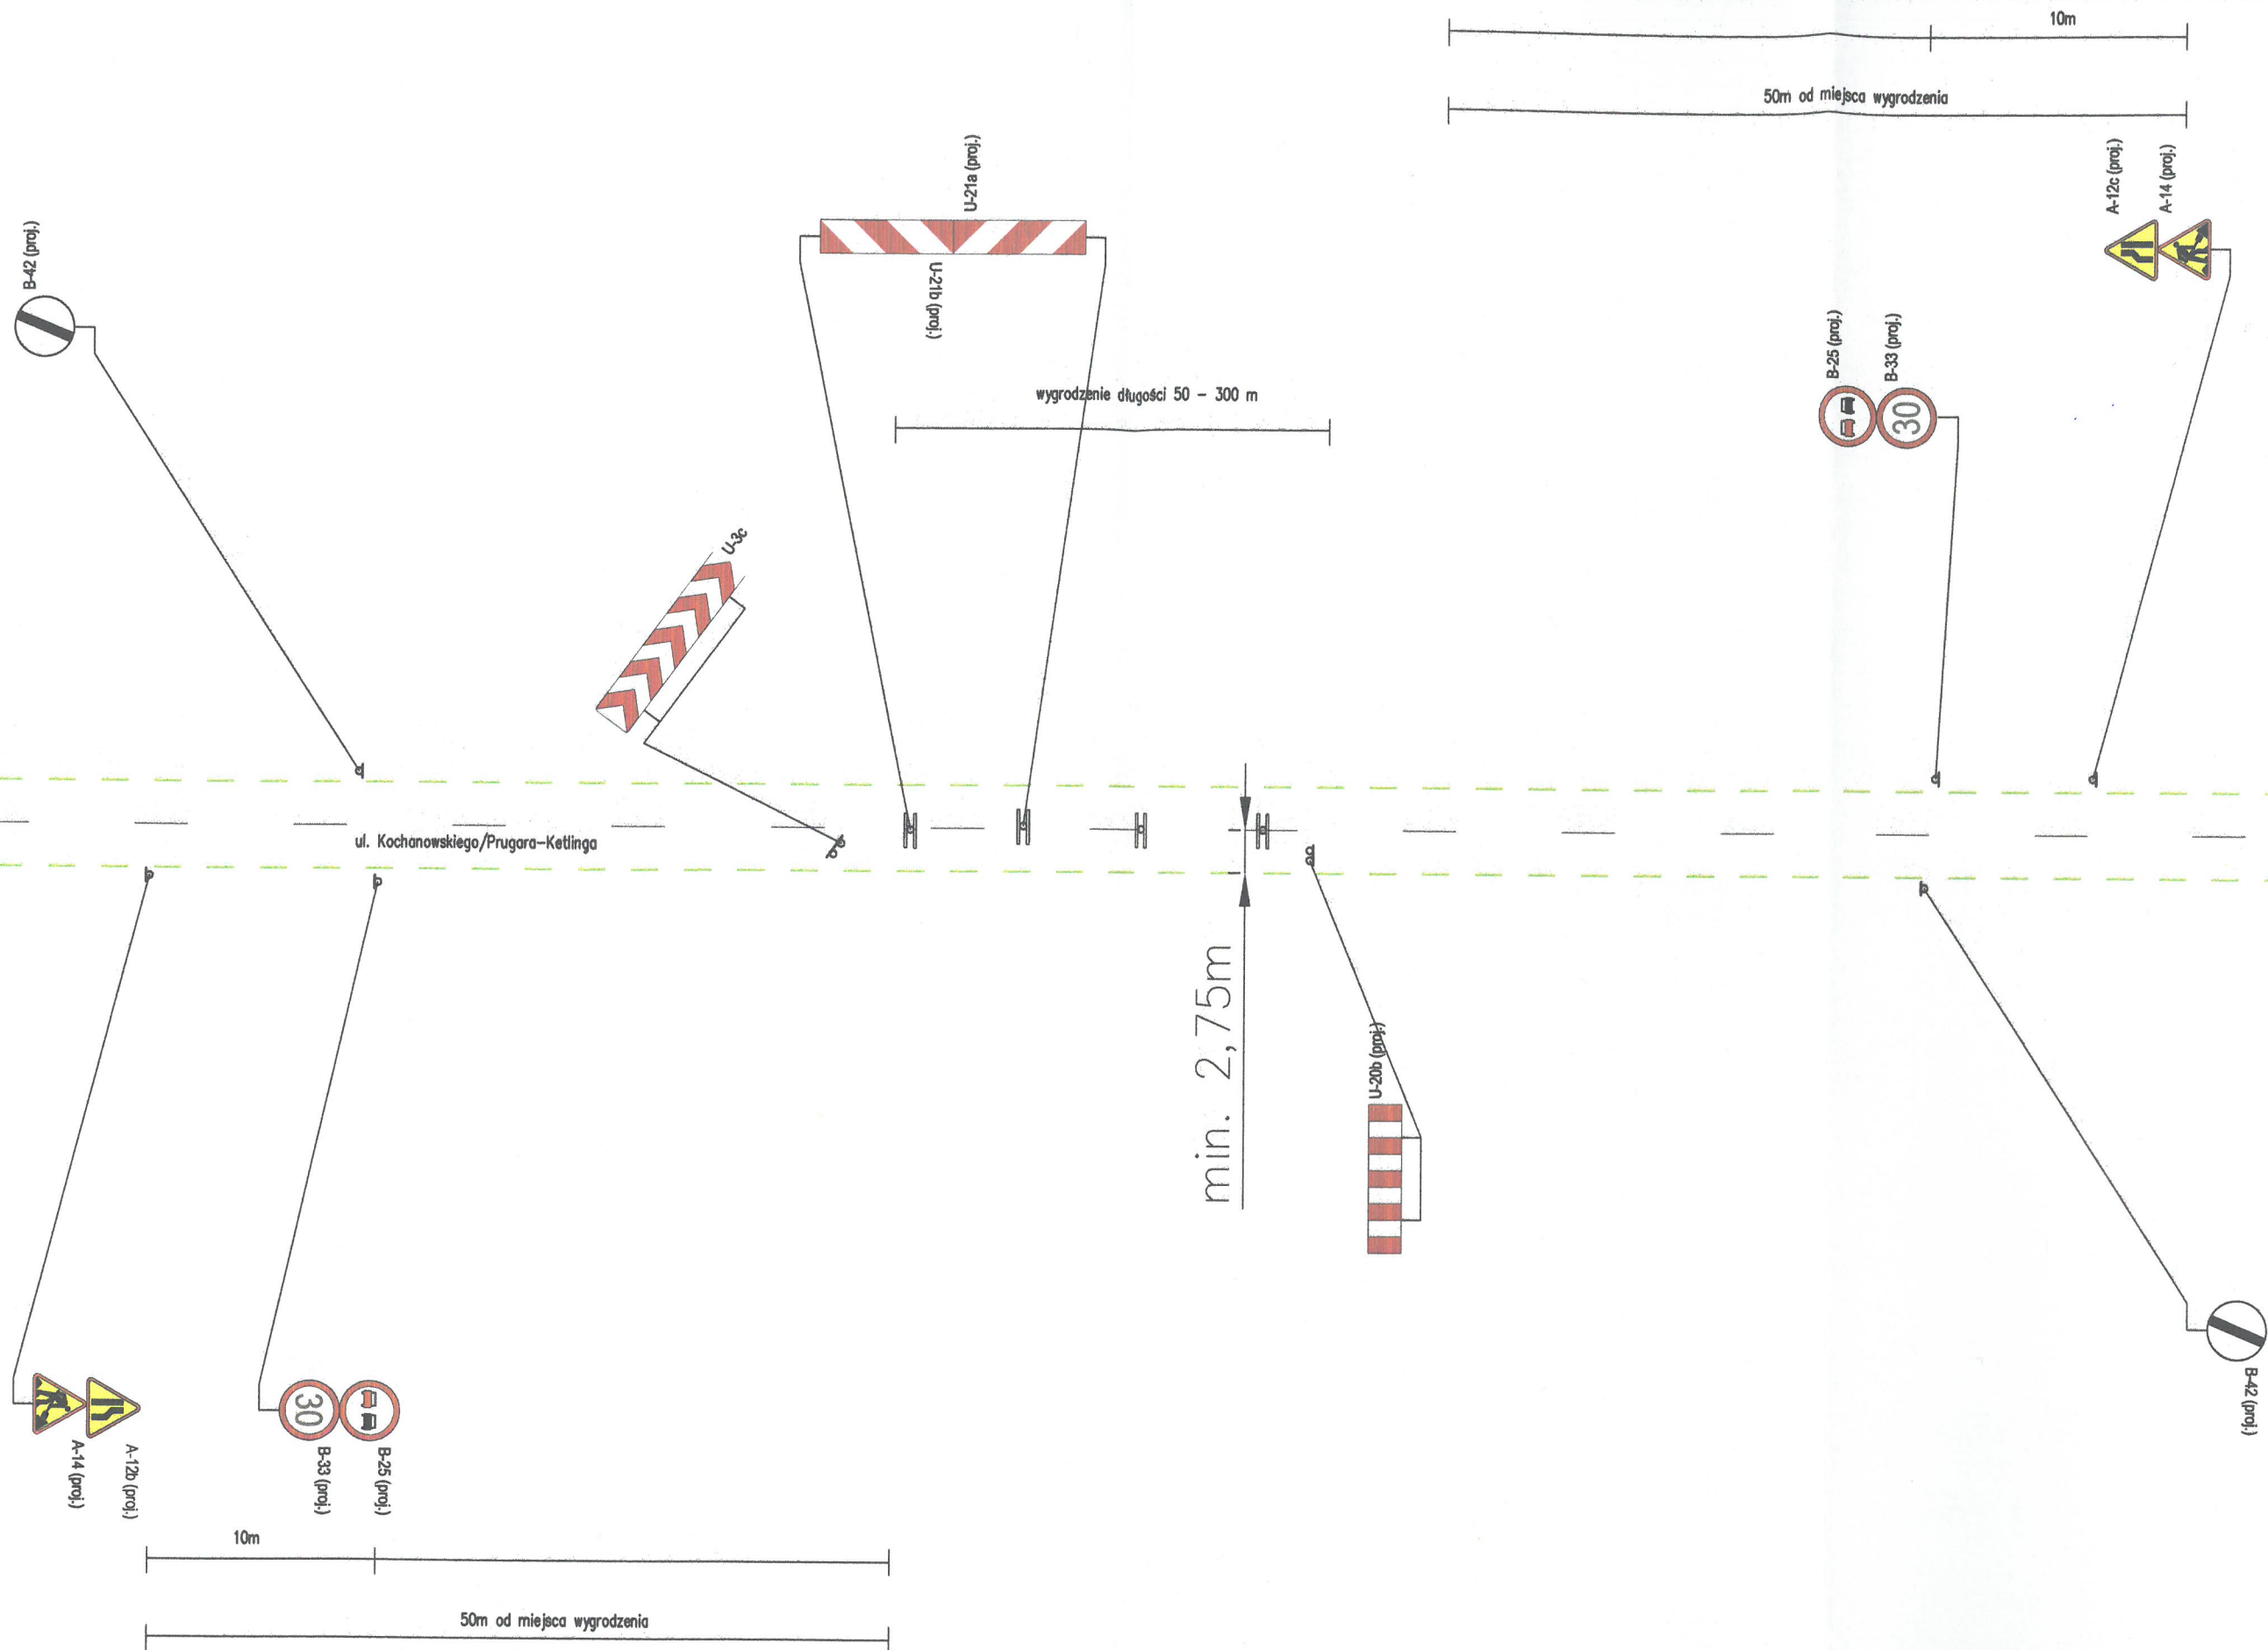 10m
50m od miejsca wygrodzenia
A-12c (proj.)
A-14 (proj.)
U-21a (proj.)
U-21b (proj.)
B-42 (proj.)
B-25 (proj.)
B-33 (proj.)
30
wygrodzenie długości 50 – 300 m
U-3c
ul. Kochanowskiego/Prugara-Ketlinga
min. 2,75m
U-20b (proj.)
B-42 (proj.)
30
A-14 (proj.)
A-12b (proj.)
B-33 (proj.)
B-25 (proj.)
10m
50m od miejsca wygrodzenia